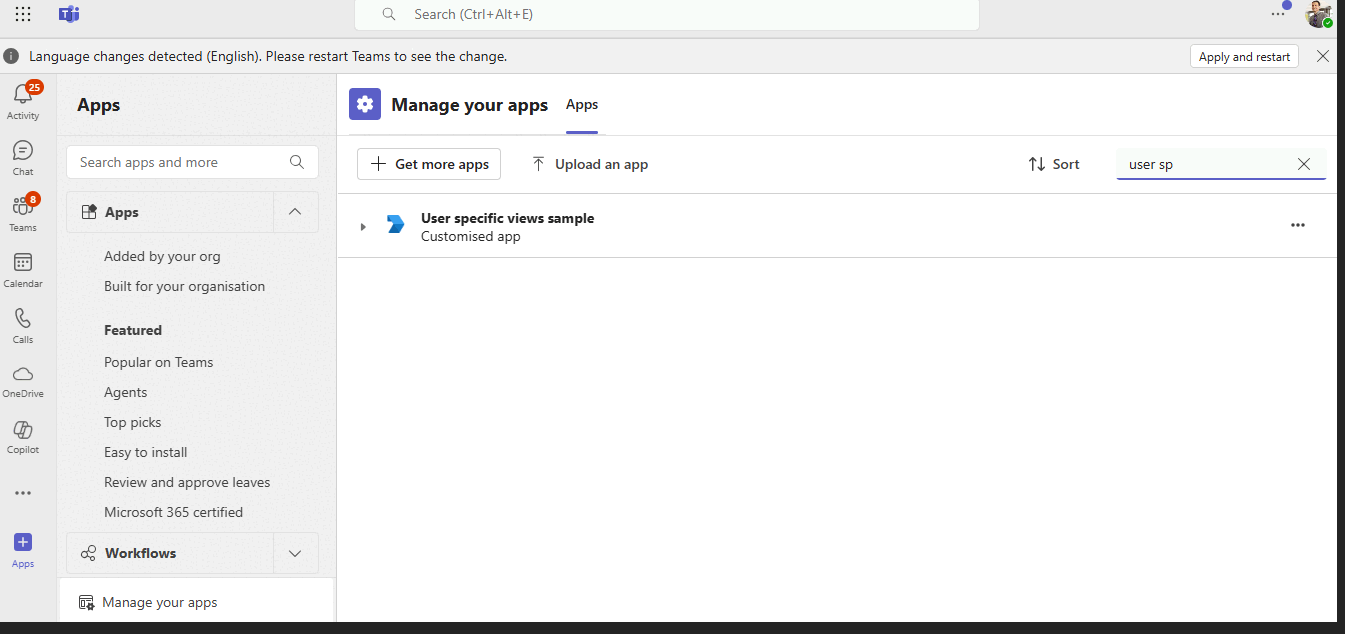 Search (Ctrl+Alt+E)
Language changes detected (English). Please restart Teams to see the change.
Apply and restart
25
Activity
Chat
8
Teams
Calendar
Calls
OneDrive
Copilot
Apps
Apps
Search apps and more
Apps
Added by your org
Built for your organisation
Featured
Popular on Teams
Agents
Top picks
Easy to install
Review and approve leaves
Microsoft 365 certified
Workflows
Manage your apps
Manage your apps
Apps
Get more apps
Upload an app
Sort
user sp
User specific views sample
Customised app